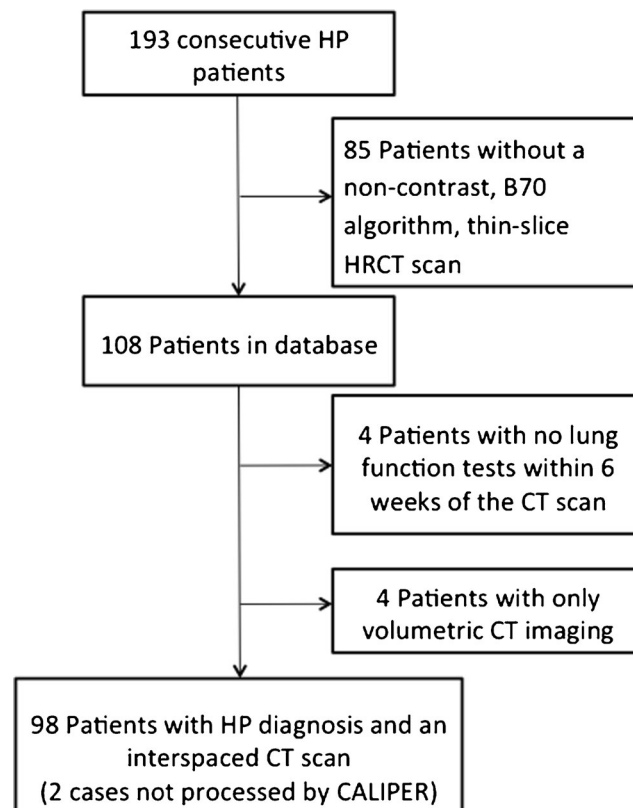 193 consecutive HP
patients
85 Patients without a
non-contrast, B70
algorithm, thin-slice
HRCT scan
108 Patients in database
4 Patients with no lung
function tests within 6
weeks of the CT scan
4 Patients with only
volumetric CT imaging
98 Patients with HP diagnosis and an
interspaced CT scan
(2 cases not processed by CALIPER)